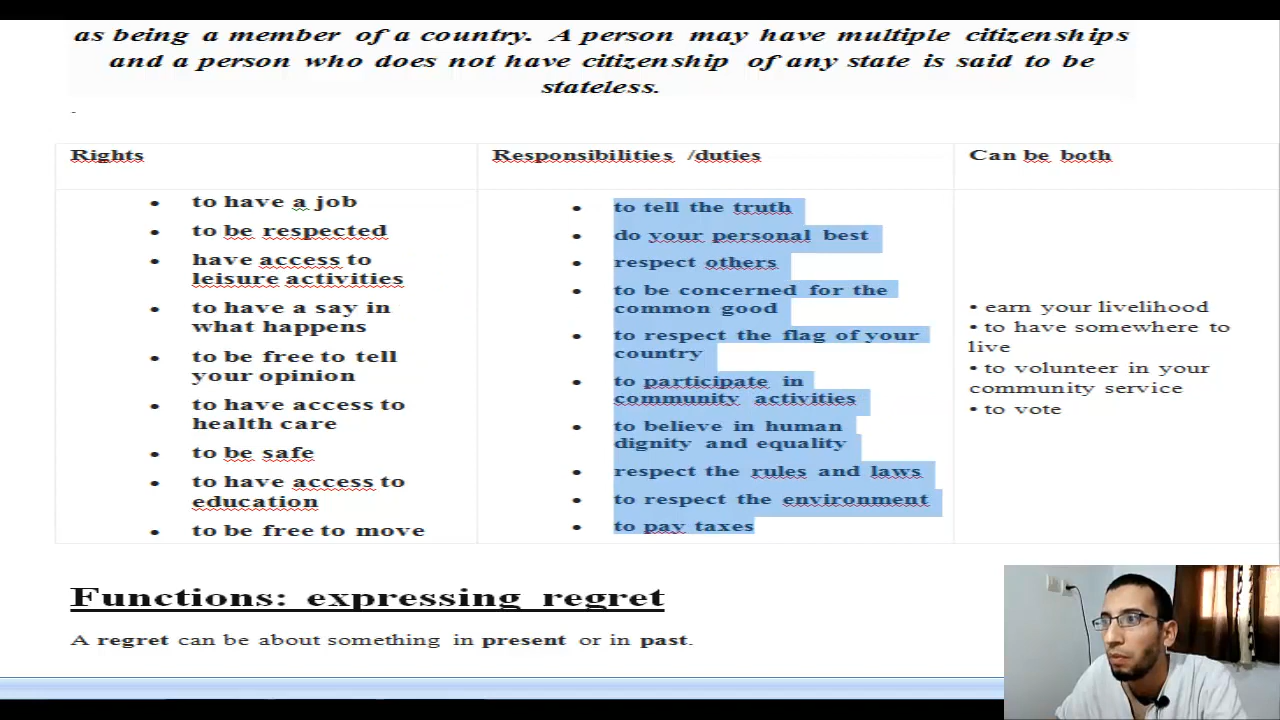 as being a member of a country. A person may have multiple citizenships
and a person who does not have citizenship of any state is said to be
stateless.
-
Rights
• to have a job
• to be respected
• have access to
leisure activities
• to have a say in
what happens
• to be free to tell
your opinion
• to have access to
health care
• to be safe
• to have access to
education
• to be free to move
Responsibilities /duties
• to tell the truth
• do your personal best
• respect others
• to be concerned for the
common good
• to respect the flag of your
country
• to participate in
community activities
• to believe in human
dignity and equality
• respect the rules and laws
• to respect the environment
• to pay taxes
Can be both
• earn your livelihood
• to have somewhere to
live
• to volunteer in your
community service
• to vote
Functions: expressing regret
A regret can be about something in present or in past.